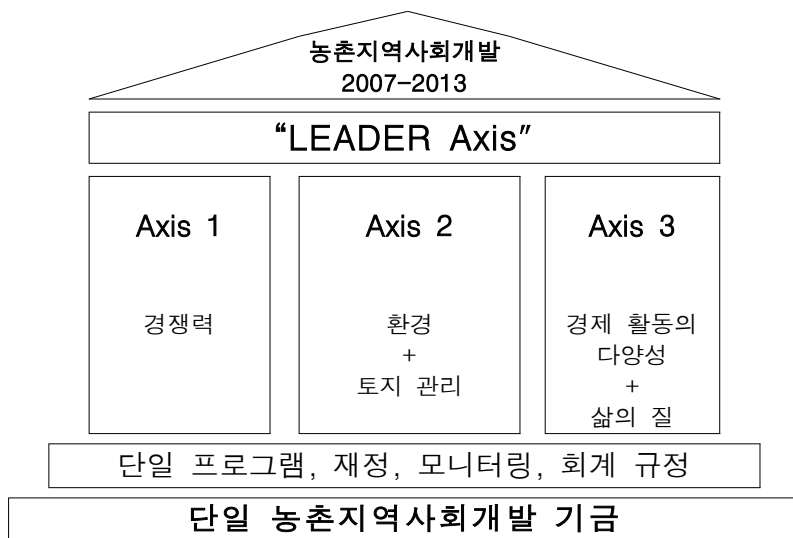 농촌지역사회개발
2007-2013
“LEADER Axis”
Axis 1
경쟁력
Axis 2
환경
+
토지 관리
Axis 3
경제 활동의
다양성
+
삶의 질
단일 프로그램, 재정, 모니터링, 회계 규정
단일 농촌지역사회개발 기금